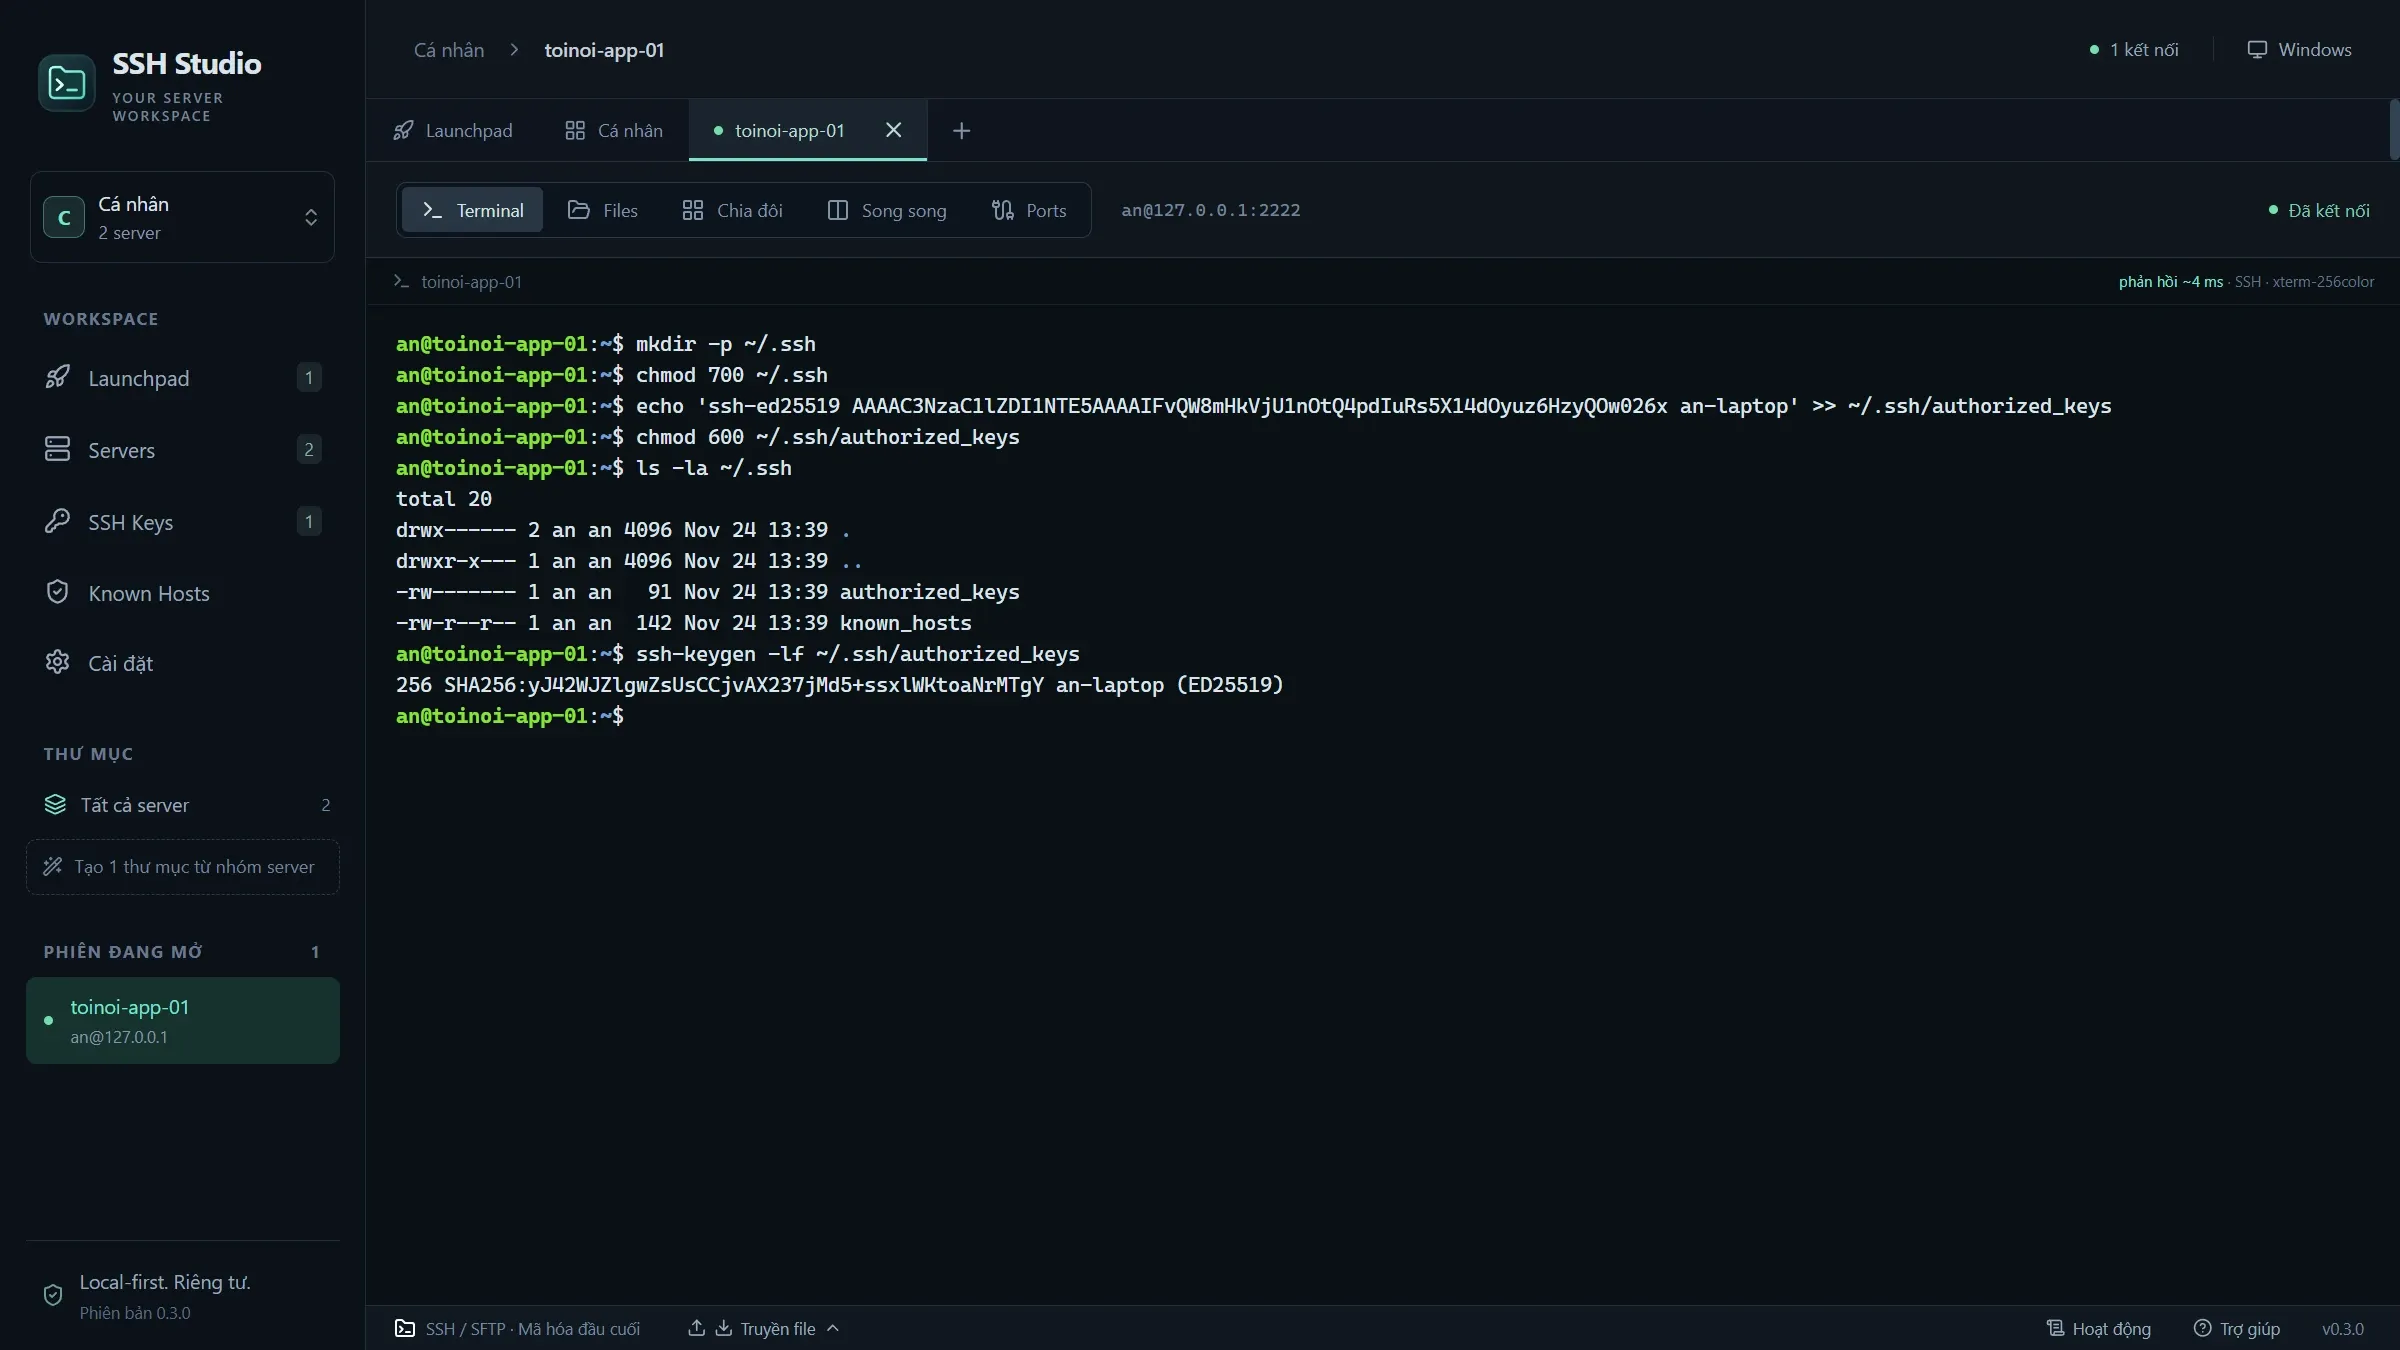 SSH Studio
YOUR SERVER
WORKSPACE
C
Cá nhân
2 server
WORKSPACE
Launchpad 1
Servers 2
SSH Keys 1
Known Hosts
Cài đặt
THƯ MỤC
Tất cả server 2
Tạo 1 thư mục từ nhóm server
PHIÊN ĐANG MỞ 1
toinoi-app-01
an@127.0.0.1
Local-first. Riêng tư.
Phiên bản 0.3.0
Cá nhân > toinoi-app-01
1 kết nối
Windows
Launchpad
Cá nhân
toinoi-app-01
Terminal
Files
Chia đôi
Song song
Ports
an@127.0.0.1:2222
Đã kết nối
toinoi-app-01
phản hồi ~4 ms · SSH · xterm-256color
an@toinoi-app-01:~$ mkdir -p ~/.ssh
an@toinoi-app-01:~$ chmod 700 ~/.ssh
an@toinoi-app-01:~$ echo 'ssh-ed25519 AAAAC3NzaC1lZDI1NTE5AAAAIFvQW8mHkVjU1nOtQ4pdIuRs5X14dOyuz6HzyQOw026x an-laptop' >> ~/.ssh/authorized_keys
an@toinoi-app-01:~$ chmod 600 ~/.ssh/authorized_keys
an@toinoi-app-01:~$ ls -la ~/.ssh
total 20
drwx------ 2 an an 4096 Nov 24 13:39 .
drwxr-x--- 1 an an 4096 Nov 24 13:39 ..
-rw------- 1 an an   91 Nov 24 13:39 authorized_keys
-rw-r--r-- 1 an an  142 Nov 24 13:39 known_hosts
an@toinoi-app-01:~$ ssh-keygen -lf ~/.ssh/authorized_keys
256 SHA256:yJ42WJZlgwZsUsCCjvAX237jMd5+ssxlWKtoaNrMTgY an-laptop (ED25519)
an@toinoi-app-01:~$
SSH / SFTP · Mã hóa đầu cuối
Truyền file
Hoạt động
Trợ giúp
v0.3.0